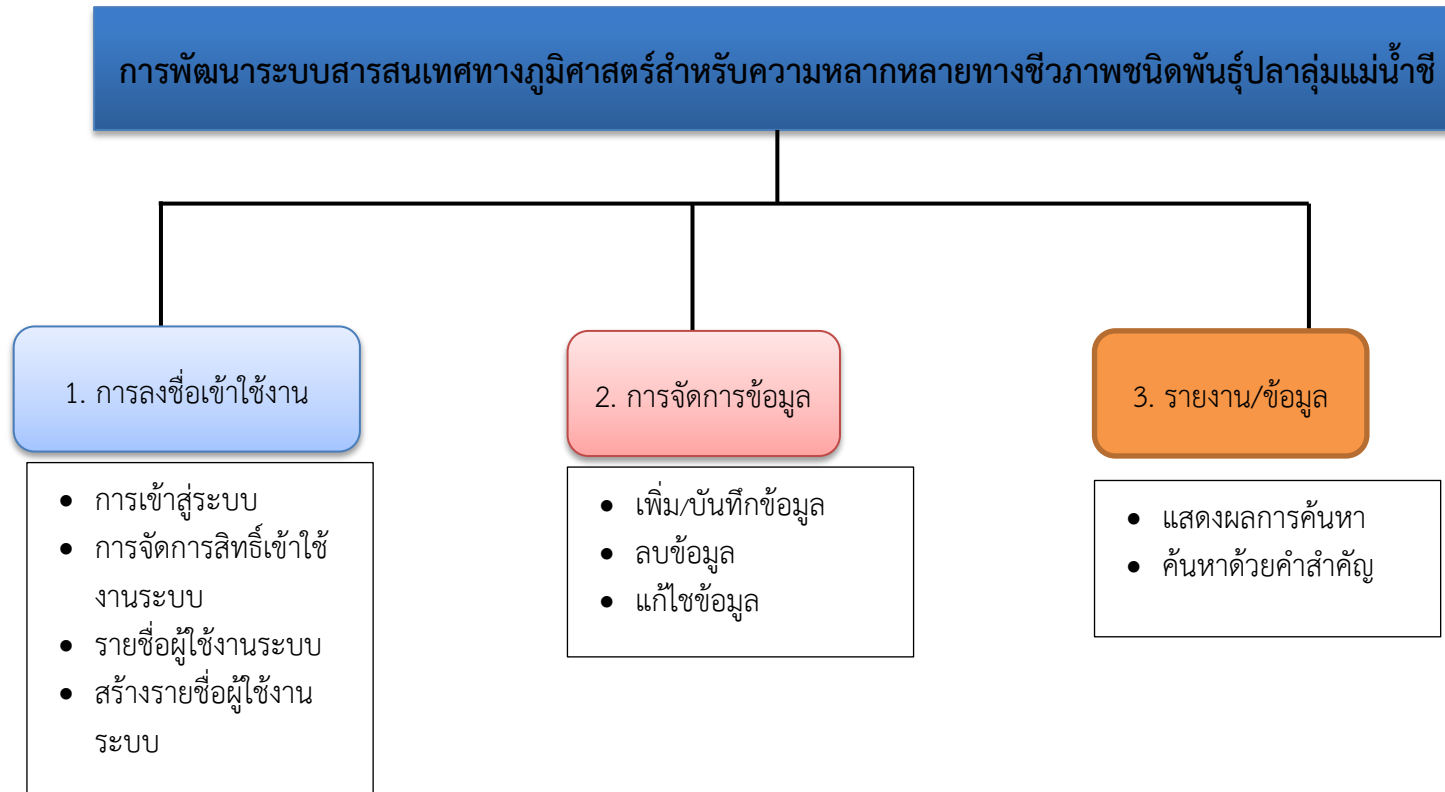 การพัฒนาระบบสารสนเทศทางภูมิศาสตร์สำหรับความหลากหลายทางชีวภาพชนิดพันธุ์ปลาลุ่มแม่น้ำชี
1. การลงชื่อเข้าใช้งาน
• การเข้าสู่ระบบ
• การจัดการสิทธิ์เข้าใช้
งานระบบ
• รายชื่อผู้ใช้งานระบบ
• สร้างรายชื่อผู้ใช้งาน
ระบบ
2. การจัดการข้อมูล
• เพิ่ม/บันทึกข้อมูล
• ลบข้อมูล
• แก้ไชข้อมูล
3. รายงาน/ข้อมูล
• แสดงผลการค้นหา
• ค้นหาด้วยคำสำคัญ